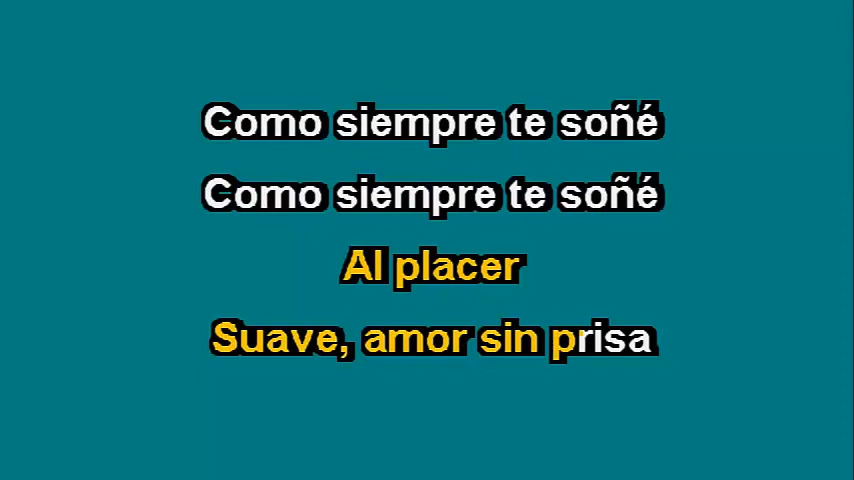 Como siempre te soñé
Como siempre te soñé
Al placer
Suave, amor sin prisa